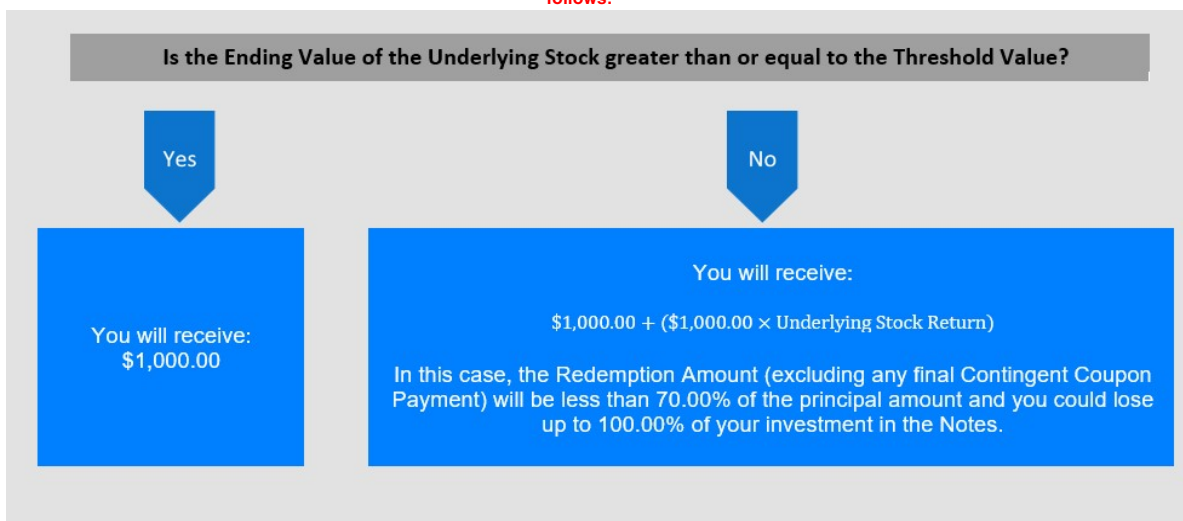 follows:
Is the Ending Value of the Underlying Stock greater than or equal to the Threshold Value?
Yes
No
You will receive:
$1,000.00
You will receive:
$1,000.00 + ($1,000.00 × Underlying Stock Return)
In this case, the Redemption Amount (excluding any final Contingent Coupon
Payment) will be less than 70.00% of the principal amount and you could lose
up to 100.00% of your investment in the Notes.